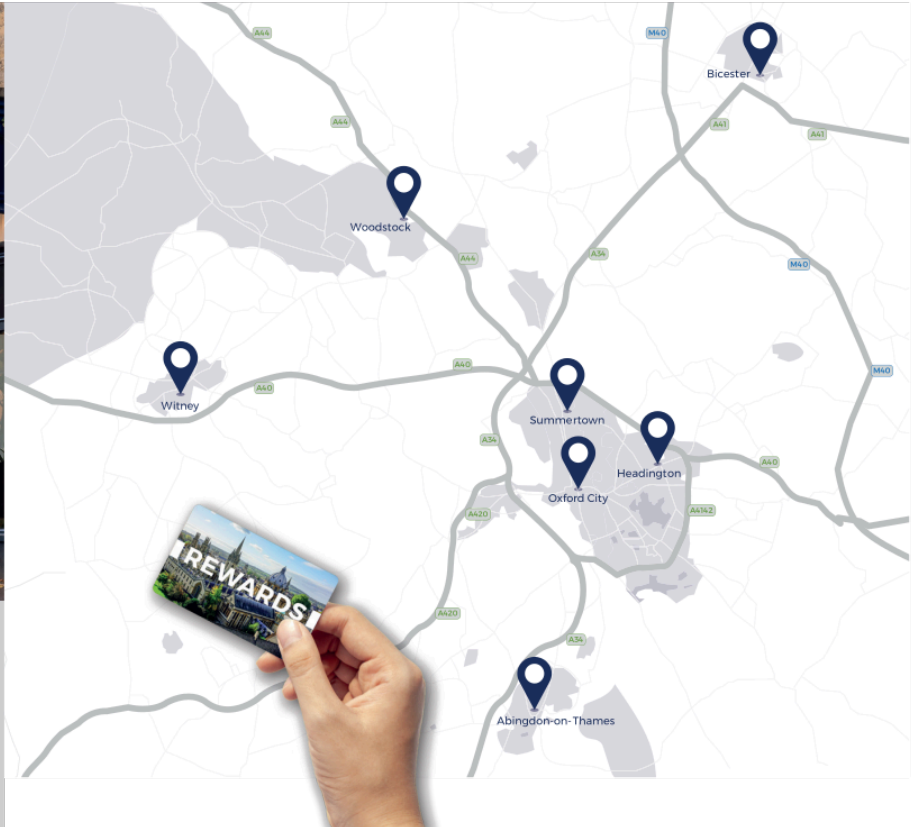 A44
M40
Bicester
A44
A41
A41
Woodstock
A44
A34
M40
A40
A40
M40
Witney
Summertown
A34
Headington
A40
Oxford City
A420
A4142
REWARDS
A420
A34
Abingdon-on-Thames